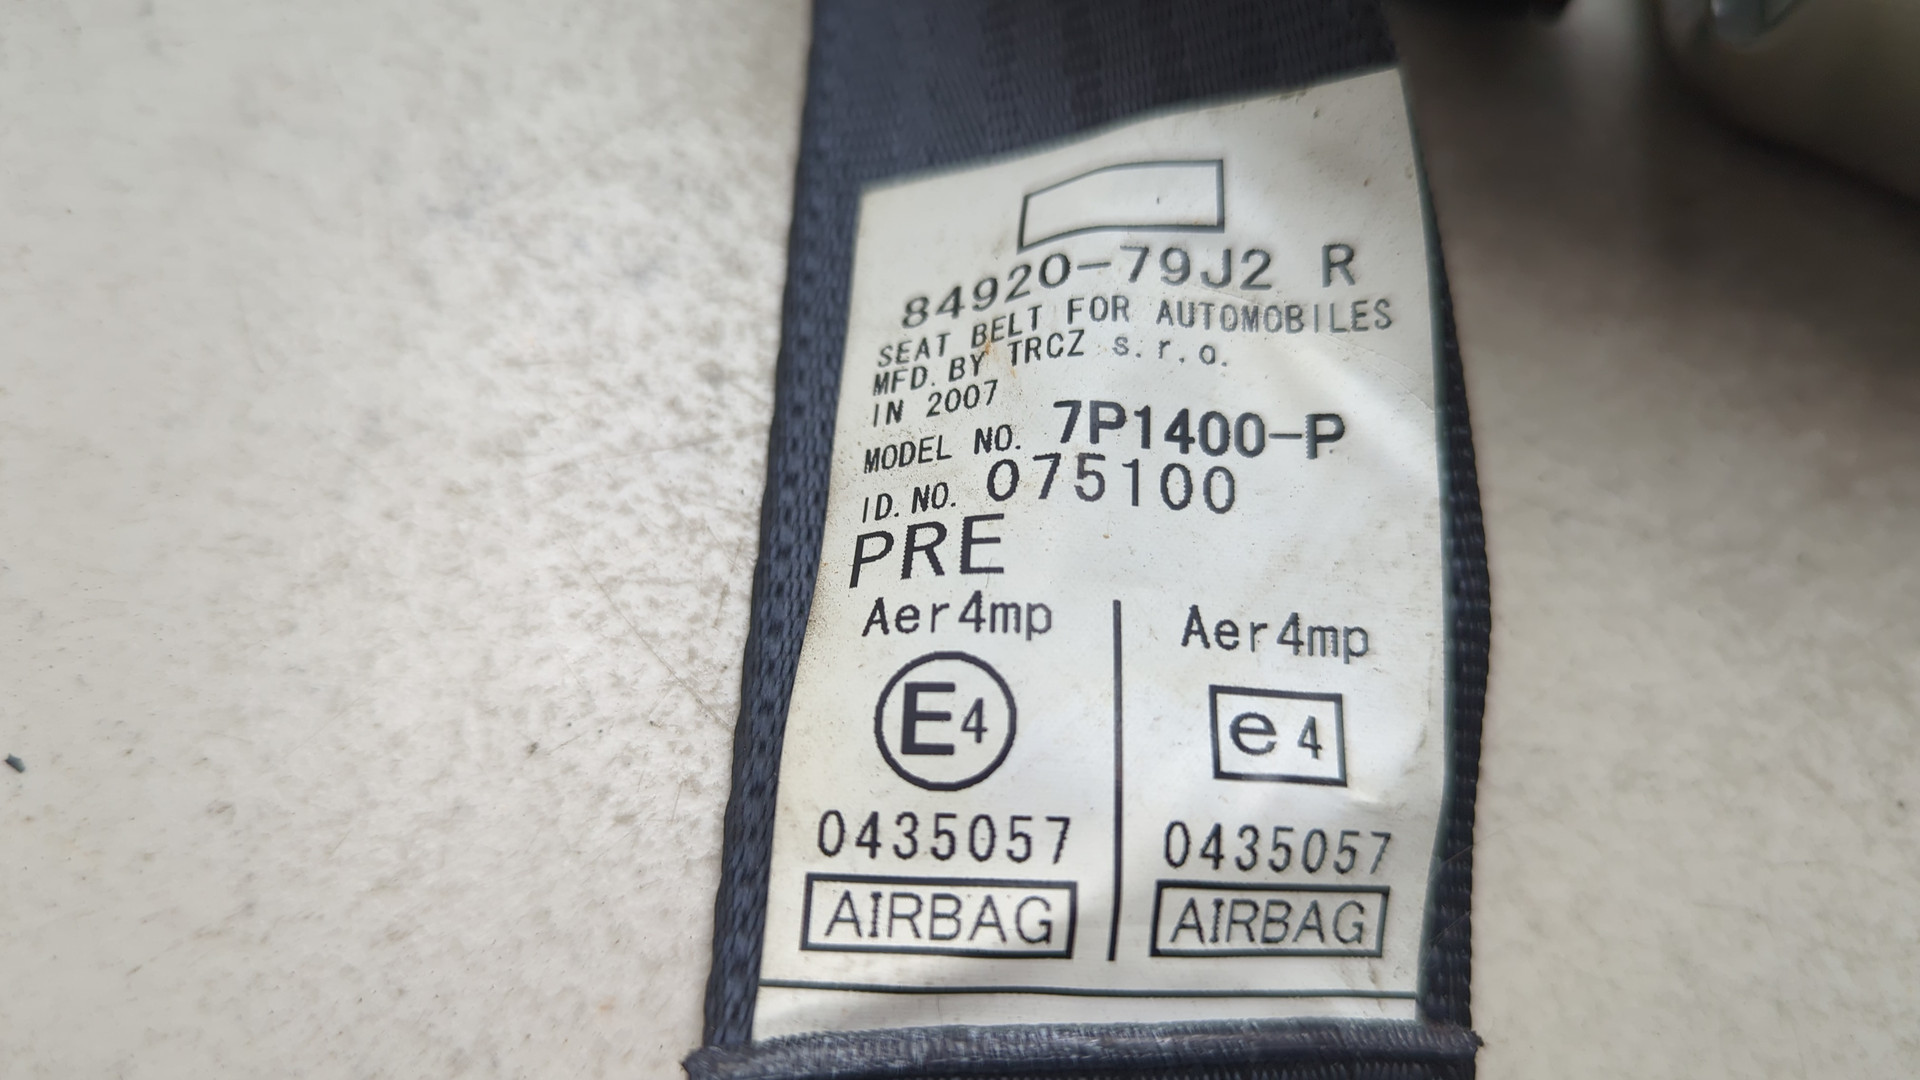 84920-79J2 R
SEAT BELT FOR AUTOMOBILES
MFD. BY TRCZ s.r.o.
IN 2007
MODEL NO. 7P1400-P
ID.NO. 075100
PRE
Aer4mp Aer4mp
E4 e4
0435057 0435057
AIRBAG AIRBAG